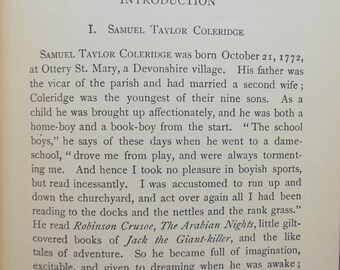 INTRODUCTION
I. SAMUEL TAYLOR COLERIDGE
SAMUEL TAYLOR COLERIDGE was born October 21, 1772,
at Ottery St. Mary, a Devonshire village. His father was
the vicar of the parish and had married a second wife;
Coleridge was the youngest of their nine sons. As a
child he was brought up affectionately, and he was both a
home-boy and a book-boy from the start. "The school
boys," he says of these days when he went to a dame-
school, "drove me from play, and were always torment-
ing me. And hence I took no pleasure in boyish sports,
but read incessantly. I was accustomed to run up and
down the churchyard, and act over again all I had been
reading to the docks and the nettles and the rank grass."
He read Robinson Crusoe, The Arabian Nights, little gilt-
covered books of Jack the Giant-killer, and the like
tales of adventure. So he became full of imagination,
excitable, and given to dreaming when he was awake;